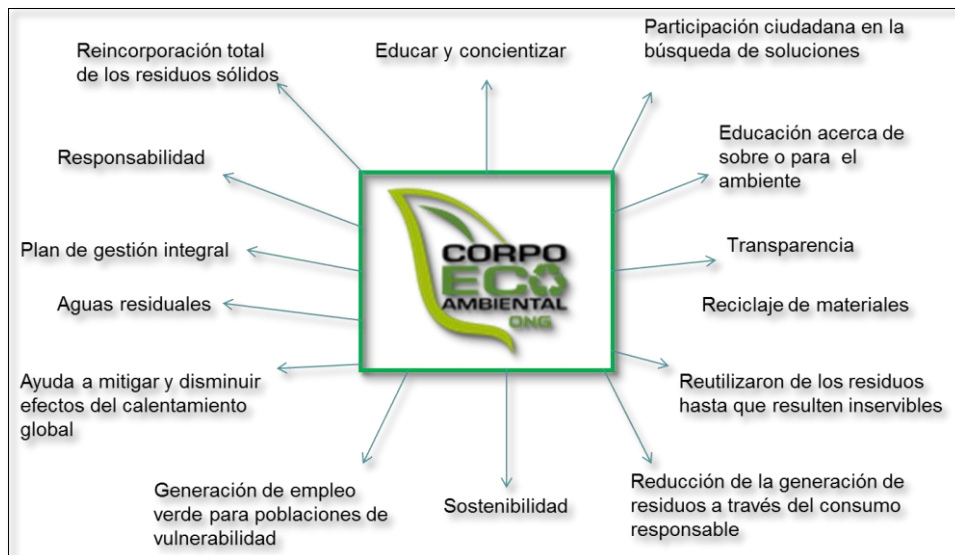 Reincorporación total
de los residuos sólidos
Educar y concientizar
Participación ciudadana en la
búsqueda de soluciones
Responsabilidad
Educación acerca de
sobre o para el
ambiente
Plan de gestión integral
Transparencia
Aguas residuales
Reciclaje de materiales
CORPO
ECO
AMBIENTAL
ONG
Ayuda a mitigar y disminuir
efectos del calentamiento
global
Reutilizaron de los residuos
hasta que resulten inservibles
Generación de empleo
verde para poblaciones de
vulnerabilidad
Sostenibilidad
Reducción de la generación de
residuos a través del consumo
responsable